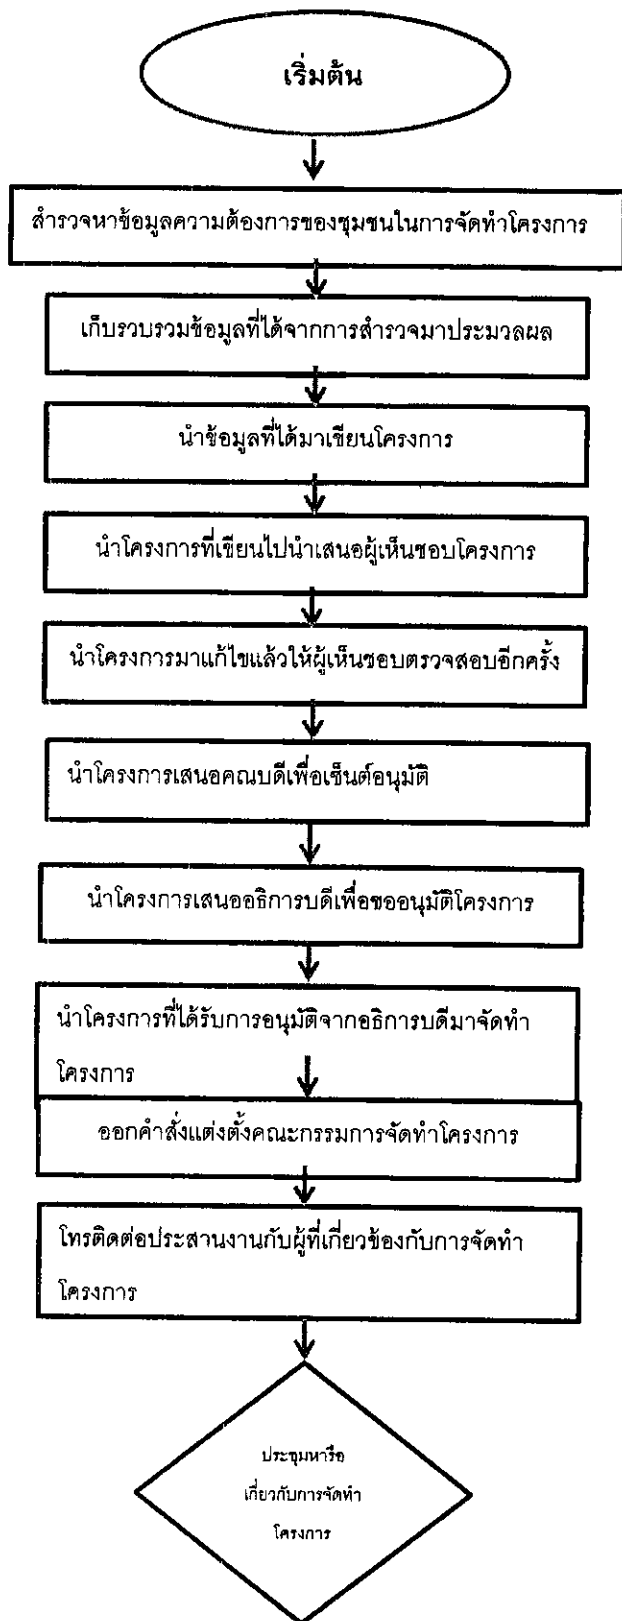 เริ่มต้น
สำรวจหาข้อมูลความต้องการของชุมชนในการจัดทำโครงการ
เก็บรวบรวมข้อมูลที่ได้จากการสำรวจมาประมวลผล
นำข้อมูลที่ได้มาเขียนโครงการ
นำโครงการที่เขียนไปนำเสนอผู้เห็นชอบโครงการ
นำโครงการมาแก้ไขแล้วให้ผู้เห็นชอบตรวจสอบอีกครั้ง
นำโครงการเสนอคณบดีเพื่อเซ็นต์อนุมัติ
นำโครงการเสนออธิการบดีเพื่อขออนุมัติโครงการ
นำโครงการที่ได้รับการอนุมัติจากอธิการบดีมาจัดทำ
โครงการ
ออกคำสั่งแต่งตั้งคณะกรรมการจัดทำโครงการ
โทรติดต่อประสานงานกับผู้ที่เกี่ยวข้องกับการจัดทำ
โครงการ
ประชุมหารือ
เกี่ยวกับการจัดทำ
โครงการ